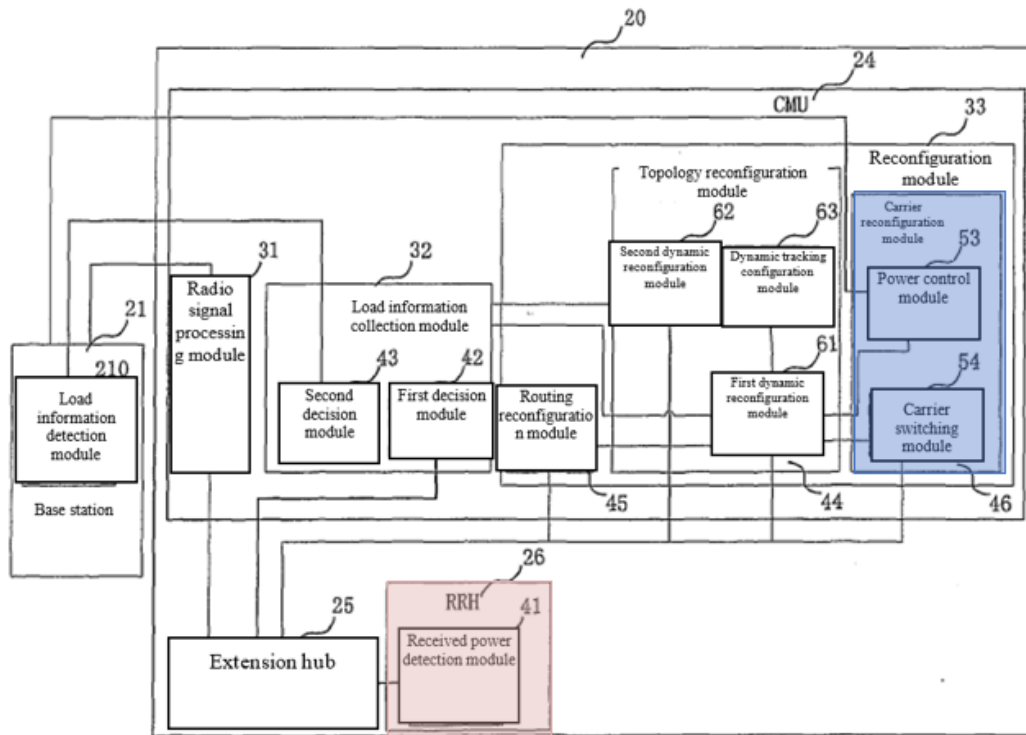 20
24
CMU
33
Reconfiguration
module
Topology reconfiguration
module
Carrier
reconfiguration
module
62
63
53
Second dynamic
reconfiguration
module
Dynamic tracking
configuration
module
Power control
module
31
32
Radio
signal
processin
g module
Load information
collection module
21
210
Load
information
detection
module
Base station
43
42
61
54
Second
decision
module
First decision
module
Routing
reconfiguratio
n module
First dynamic
reconfiguration
module
Carrier
switching
module
45
44
46
26
RRH
25
41
Extension hub
Received power
detection module